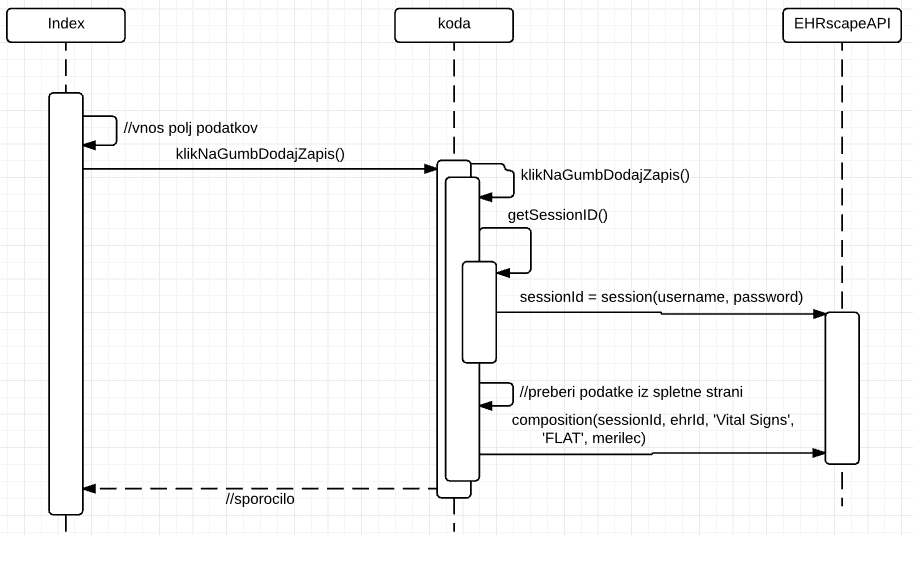 Index
koda
EHRscapeAPI
//vnos polj podatkov
klikNaGumbDodajZapis()
klikNaGumbDodajZapis()
getSessionID()
sessionId = session(username, password)
//preberi podatke iz spletne strani
composition(sessionId, ehrId, 'Vital Signs',
'FLAT', merilec)
//sporocilo